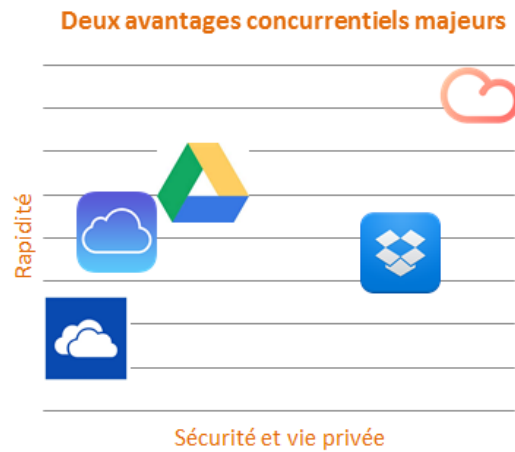 Deux avantages concurrentiels majeurs
Rapidité
Sécurité et vie privée